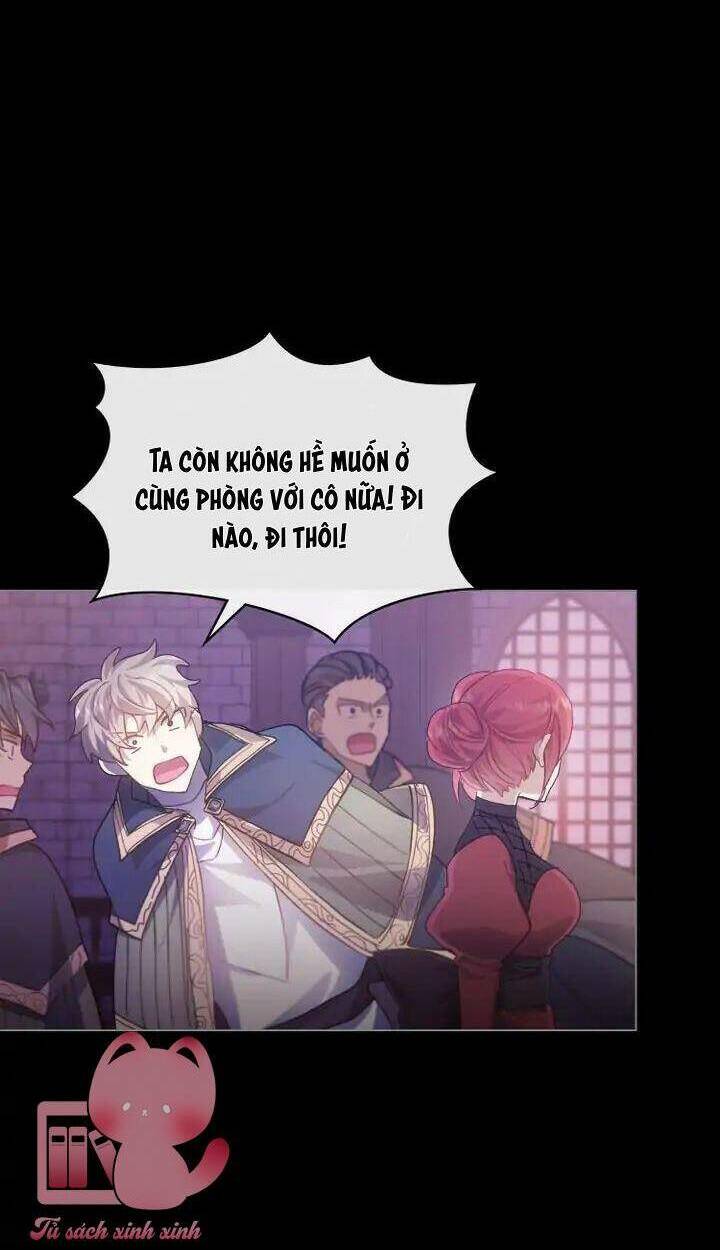 TA CÒN KHÔNG HỀ MUỐN Ở
CÙNG PHÒNG VỚI CÔ NỮA! ĐI
NÀO, ĐI THÔI!
Tủ sách xinh xinh